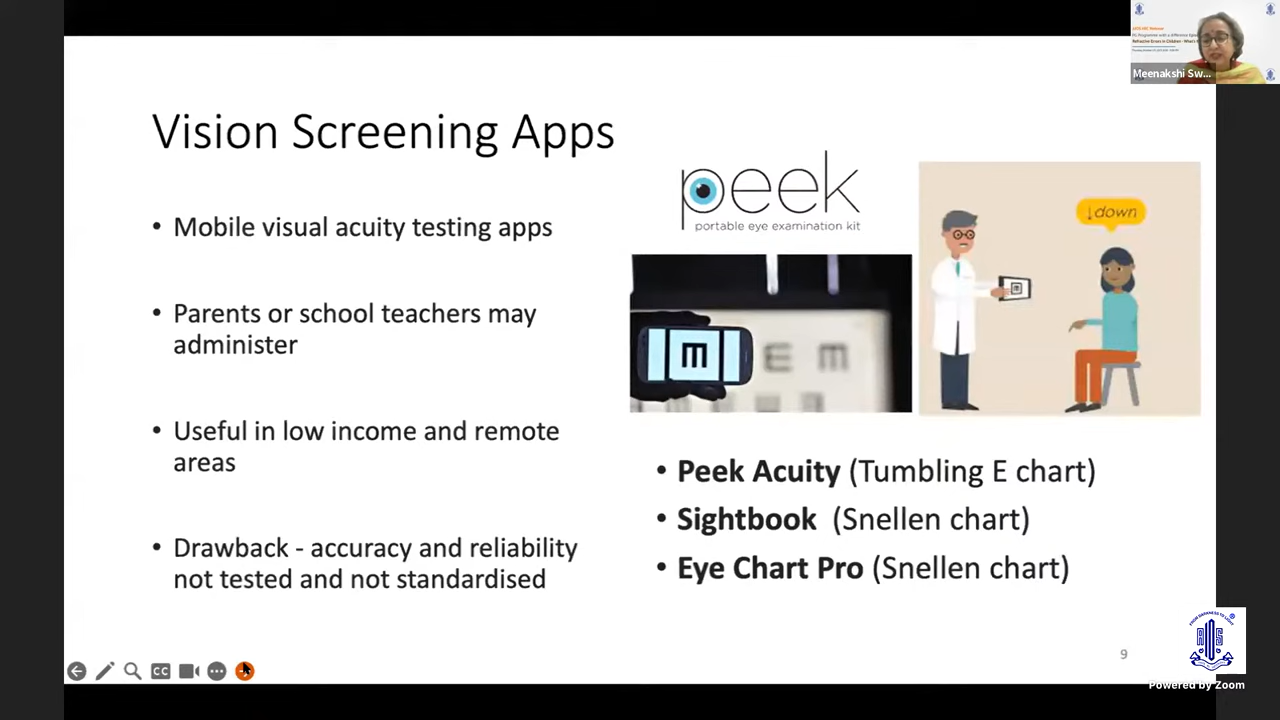 Vision Screening Apps
• Mobile visual acuity testing apps
• Parents or school teachers may
administer
• Useful in low income and remote
areas
• Drawback - accuracy and reliability
not tested and not standardised
peek
portable eye examination kit
↓down
• Peek Acuity (Tumbling E chart)
• Sightbook (Snellen chart)
• Eye Chart Pro (Snellen chart)
9
CC
Meenakshi Sw...
Powered by Zoom